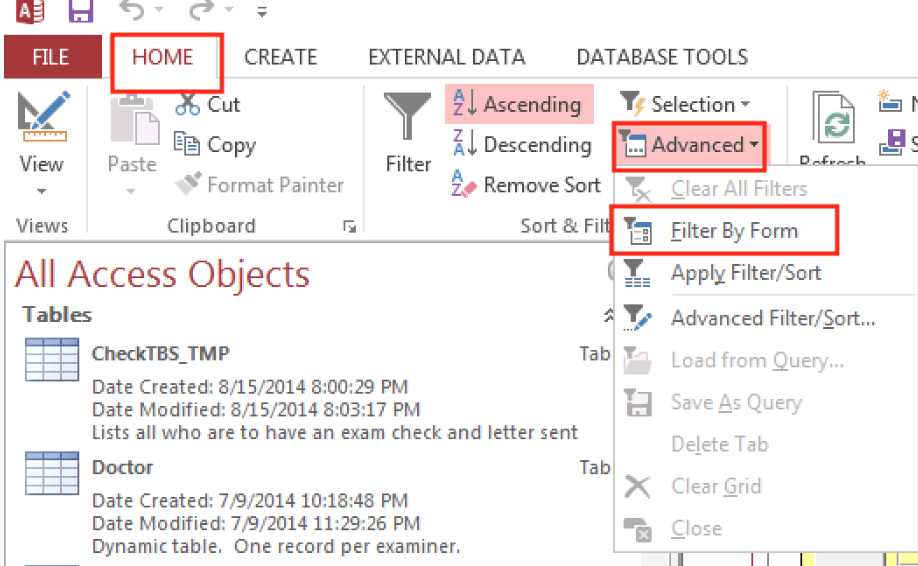 FILE HOME CREATE EXTERNAL DATA DATABASE TOOLS
View
Views
Paste
Cut
Copy
Format Painter
Clipboard
Filter
Ascending
Descending
Remove Sort
Sort & Filt
Selection
Advanced
Refresh
N
S
Clear All Filters
Filter By Form
Apply Filter/Sort
Advanced Filter/Sort...
Load from Query...
Save As Query
Delete Tab
Clear Grid
Close
All Access Objects
Tables
CheckTBS_TMP Tab
Date Created: 8/15/2014 8:00:29 PM
Date Modified: 8/15/2014 8:03:17 PM
Lists all who are to have an exam check and letter sent
Doctor Tab
Date Created: 7/9/2014 10:18:48 PM
Date Modified: 7/9/2014 11:29:26 PM
Dynamic table. One record per examiner.